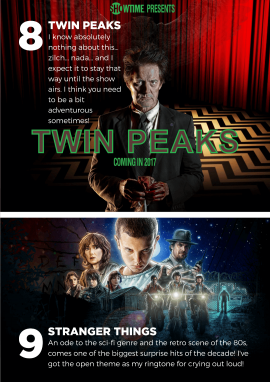 SHOWTIME PRESENTS
8 TWIN PEAKS
I know absolutely
nothing about this..
zilch... nada... and I
expect it to stay that
way until the show
airs. I think you need
to be a bit
adventurous
sometimes!
TWIN PEAKS
COMING IN 2017
9 STRANGER THINGS
An ode to the sci-fi genre and the retro scene of the 80s,
comes one of the biggest surprise hits of the decade! I've
got the open theme as my ringtone for crying out loud!